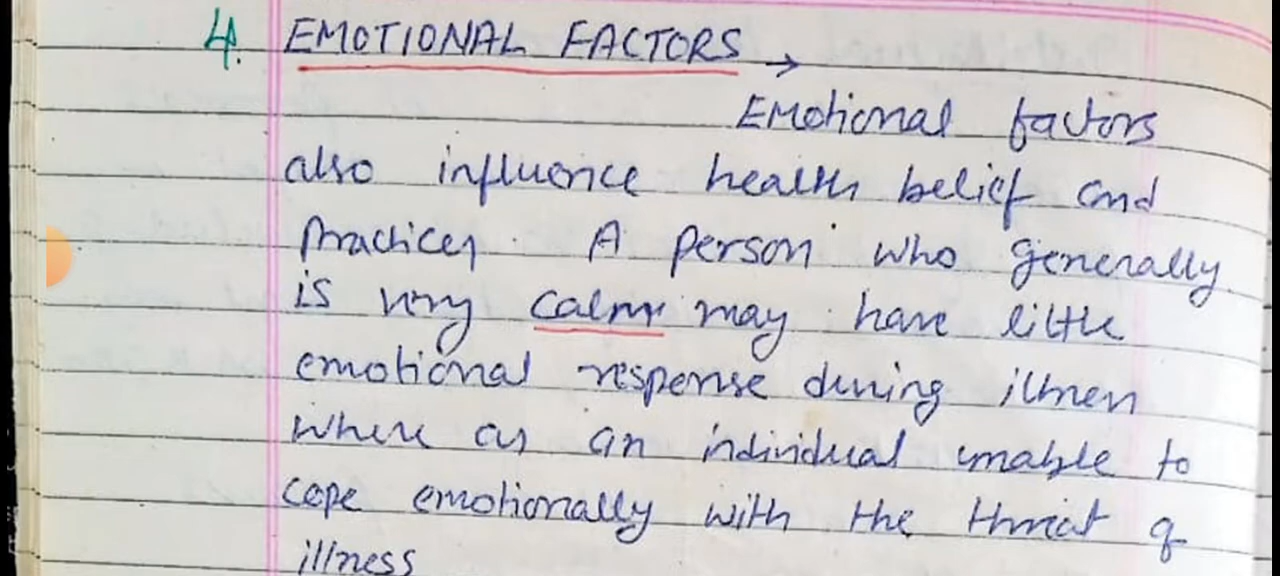 4. EMOTIONAL FACTORS →
Emotional factors
also influence health belief and
Practices. A person who generally
is very calm may have little
emotional response during illness
where as an individual unable to
cope emotionally with the threat of
illness